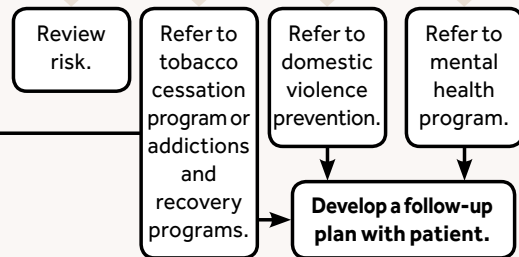 Review
risk.
Refer to
tobacco
cessation
program or
addictions
and
recovery
programs.
Refer to
domestic
violence
prevention.
Refer to
mental
health
program.
Develop a follow-up
plan with patient.